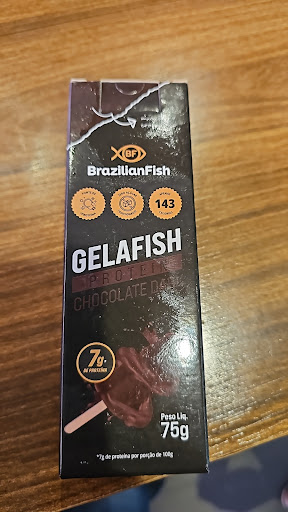 BF
BrazilianFish
143
GELAFISH
PROTEIN
CHOCOLATE
7g*
DE PROTEÍNA
Peso Líq.
75g
*7g de proteína por porção de 100g